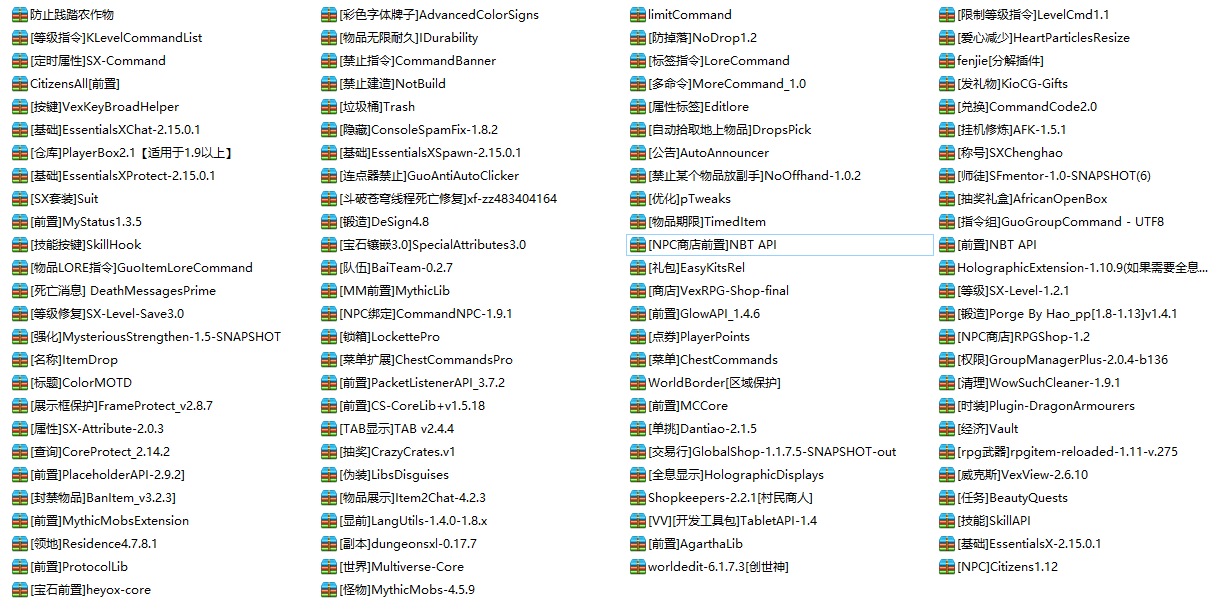 防止践踏农作物
[等级指令]KLevelCommandList
[定时属性]SX-Command
CitizensAll[前置]
[按键]VexKeyBroadHelper
[基础]EssentialsXChat-2.15.0.1
[仓库]PlayerBox2.1【适用于1.9以上】
[基础]EssentialsXProtect-2.15.0.1
[SX套装]Suit
[前置]MyStatus1.3.5
[技能按键]SkillHook
[物品LORE指令]GuoItemLoreCommand
[死亡消息] DeathMessagesPrime
[等级修复]SX-Level-Save3.0
[强化]MysteriousStrengthen-1.5-SNAPSHOT
[名称]ItemDrop
[标题]ColorMOTD
[展示框保护]FrameProtect_v2.8.7
[属性]SX-Attribute-2.0.3
[查询]CoreProtect_2.14.2
[前置]PlaceholderAPI-2.9.2]
[封禁物品]BanItem_v3.2.3]
[前置]MythicMobsExtension
[领地]Residence4.7.8.1
[前置]ProtocolLib
[宝石前置]heyox-core
[彩色字体牌子]AdvancedColorSigns
[物品无限耐久]IDurability
[禁止指令]CommandBanner
[禁止建造]NotBuild
[垃圾桶]Trash
[隐藏]ConsoleSpamFix-1.8.2
[基础]EssentialsXSpawn-2.15.0.1
[连点器禁止]GuoAntiAutoClicker
[斗破苍穹线程死亡修复]xf-zz483404164
[锻造]DeSign4.8
[宝石镶嵌3.0]SpecialAttributes3.0
[队伍]BaiTeam-0.2.7
[MM前置]MythicLib
[NPC绑定]CommandNPC-1.9.1
[锁箱]LockettePro
[菜单扩展]ChestCommandsPro
[前置]PacketListenerAPI_3.7.2
[前置]CS-CoreLib+v1.5.18
[TAB显示]TAB v2.4.4
[抽奖]CrazyCrates.v1
[伪装]LibsDisguises
[物品展示]Item2Chat-4.2.3
[显前]LangUtils-1.4.0-1.8.x
[副本]dungeonsxl-0.17.7
[世界]Multiverse-Core
[怪物]MythicMobs-4.5.9
limitCommand
[防掉落]NoDrop1.2
[标签指令]LoreCommand
[多命令]MoreCommand_1.0
[属性标签]Editlore
[自动拾取地上物品]DropsPick
[公告]AutoAnnouncer
[禁止某个物品放副手]NoOffhand-1.0.2
[优化]pTweaks
[物品期限]TimedItem
[NPC商店前置]NBT API
[礼包]EasyKitsRel
[商店]VexRPG-Shop-final
[前置]GlowAPI_1.4.6
[点券]PlayerPoints
[菜单]ChestCommands
WorldBorder[区域保护]
[前置]MCCore
[单挑]Dantiao-2.1.5
[交易行]GlobalShop-1.1.7.5-SNAPSHOT-out
[全息显示]HolographicDisplays
Shopkeepers-2.2.1[村民商人]
[VV][开发工具包]TabletAPI-1.4
[前置]AgarthaLib
worldedit-6.1.7.3[创世神]
[限制等级指令]LevelCmd1.1
[爱心减少]HeartParticlesResize
fenjie[分解插件]
[发礼物]KioCG-Gifts
[兑换]CommandCode2.0
[挂机修炼]AFK-1.5.1
[称号]SXChenghao
[师徒]SFmentor-1.0-SNAPSHOT(6)
[抽奖礼盒]AfricanOpenBox
[指令组]GuoGroupCommand - UTF8
[前置]NBT API
HolographicExtension-1.10.9(如果需要全息...
[等级]SX-Level-1.2.1
[锻造]Porge By Hao_pp[1.8-1.13]v1.4.1
[NPC商店]RPGShop-1.2
[权限]GroupManagerPlus-2.0.4-b136
[清理]WowSuchCleaner-1.9.1
[时装]Plugin-DragonArmourers
[经济]Vault
[rpg武器]rpgitem-reloaded-1.11-v.275
[威克斯]VexView-2.6.10
[任务]BeautyQuests
[技能]SkillAPI
[基础]EssentialsX-2.15.0.1
[NPC]Citizens1.12